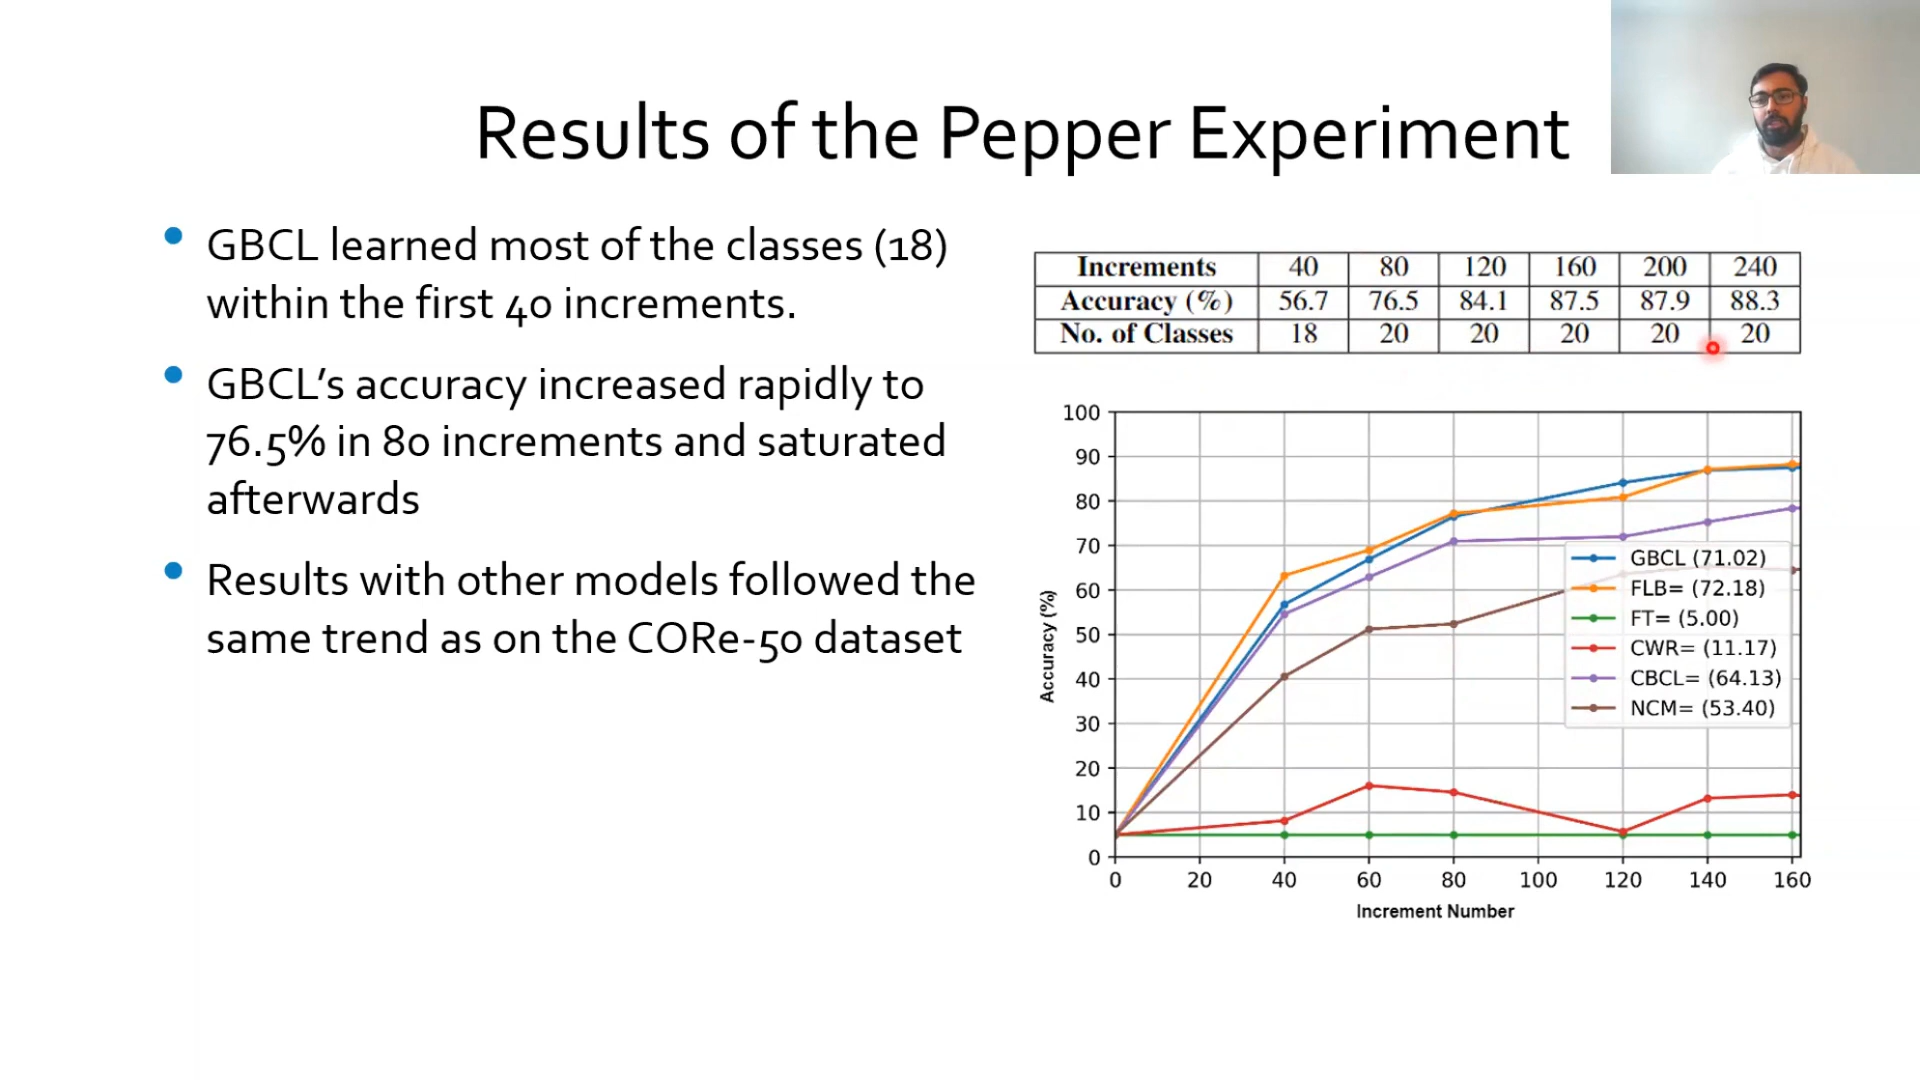 Results of the Pepper Experiment
GBCL learned most of the classes (18)
within the first 40 increments.
GBCL's accuracy increased rapidly to
76.5% in 80 increments and saturated
afterwards
Results with other models followed the
same trend as on the CORe-50 dataset
Increments 40 80 120 160 200 240
Accuracy (%) 56.7 76.5 84.1 87.5 87.9 88.3
No. of Classes 18 20 20 20 20 20
100
90
80
70
60
50
40
30
20
10
0
Accuracy (%)
GBCL (71.02)
FLB= (72.18)
FT= (5.00)
CWR= (11.17)
CBCL= (64.13)
NCM= (53.40)
0 20 40 60 80 100 120 140 160
Increment Number